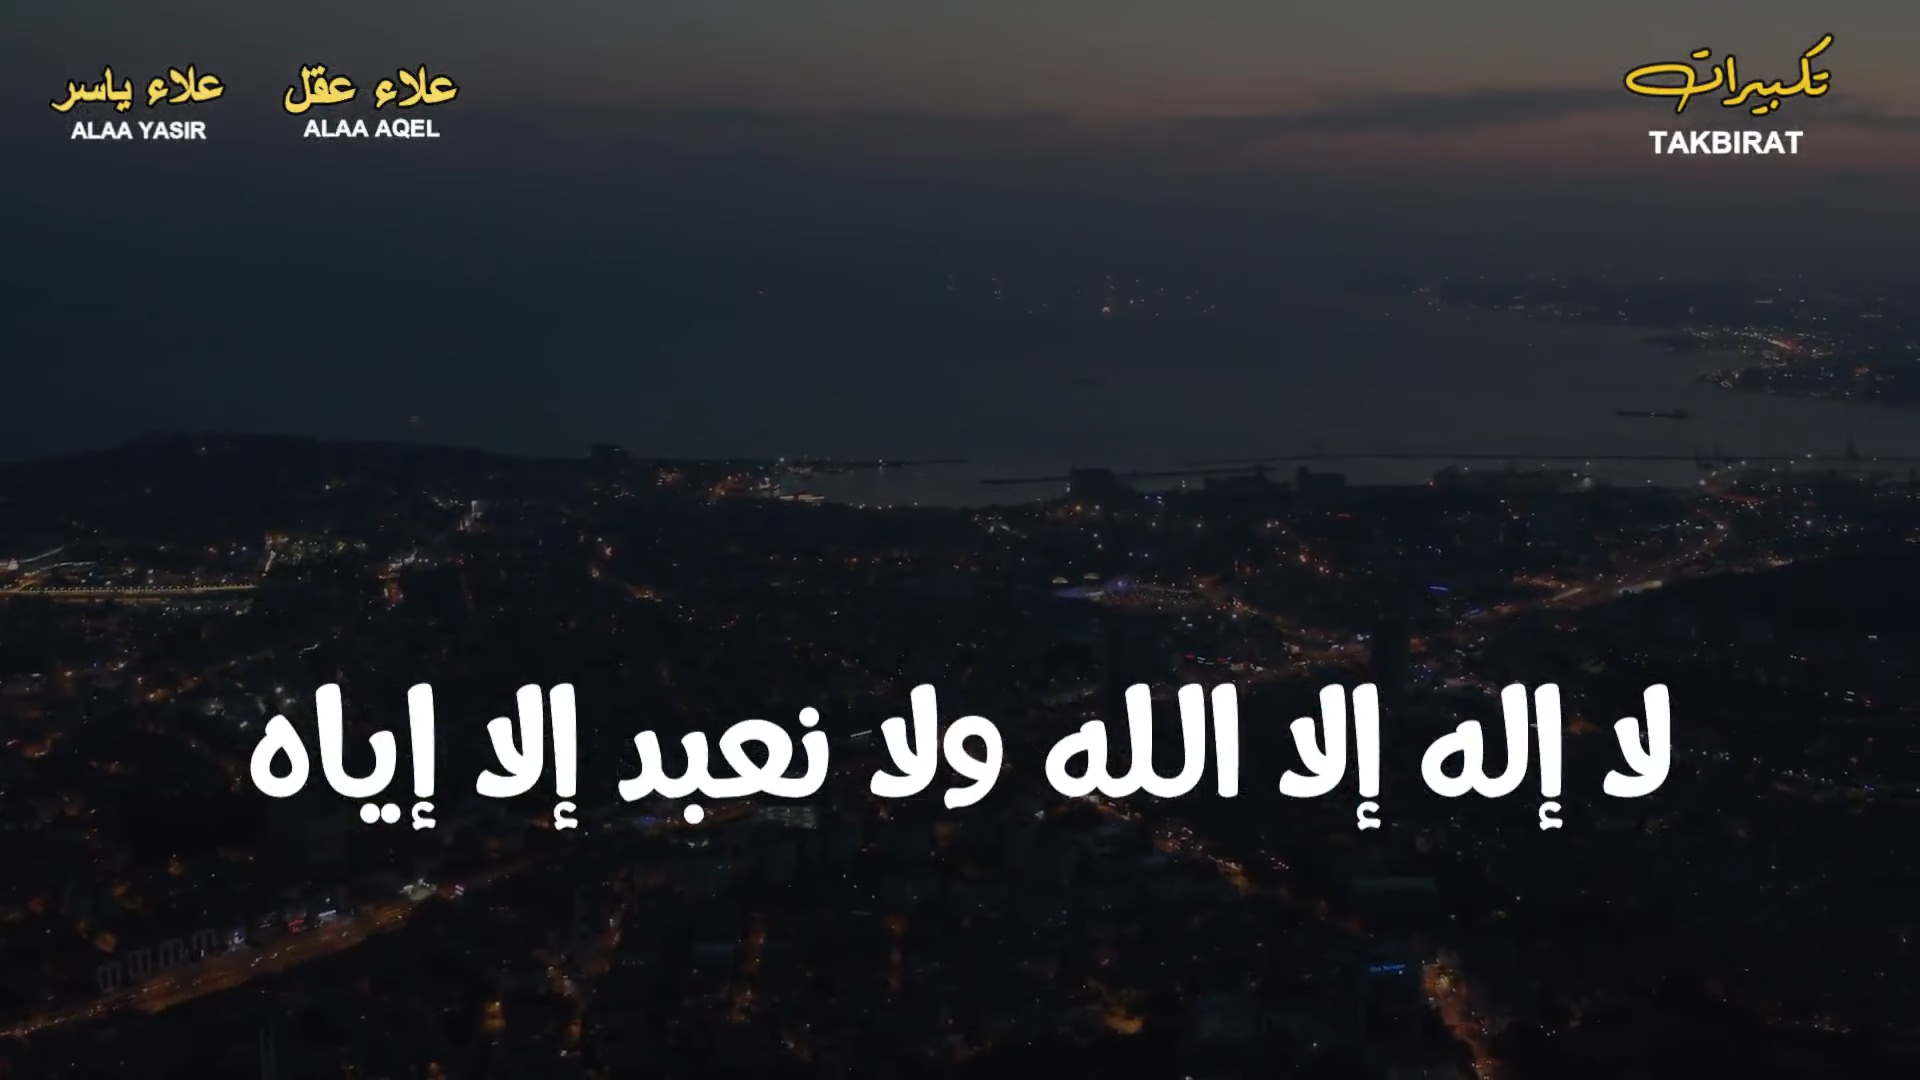 تكبيرات
TAKBIRAT
علاء عقل
ALAA AQEL
علاء ياسر
ALAA YASIR
لا إله إلا الله ولا نعبد إلا إياه